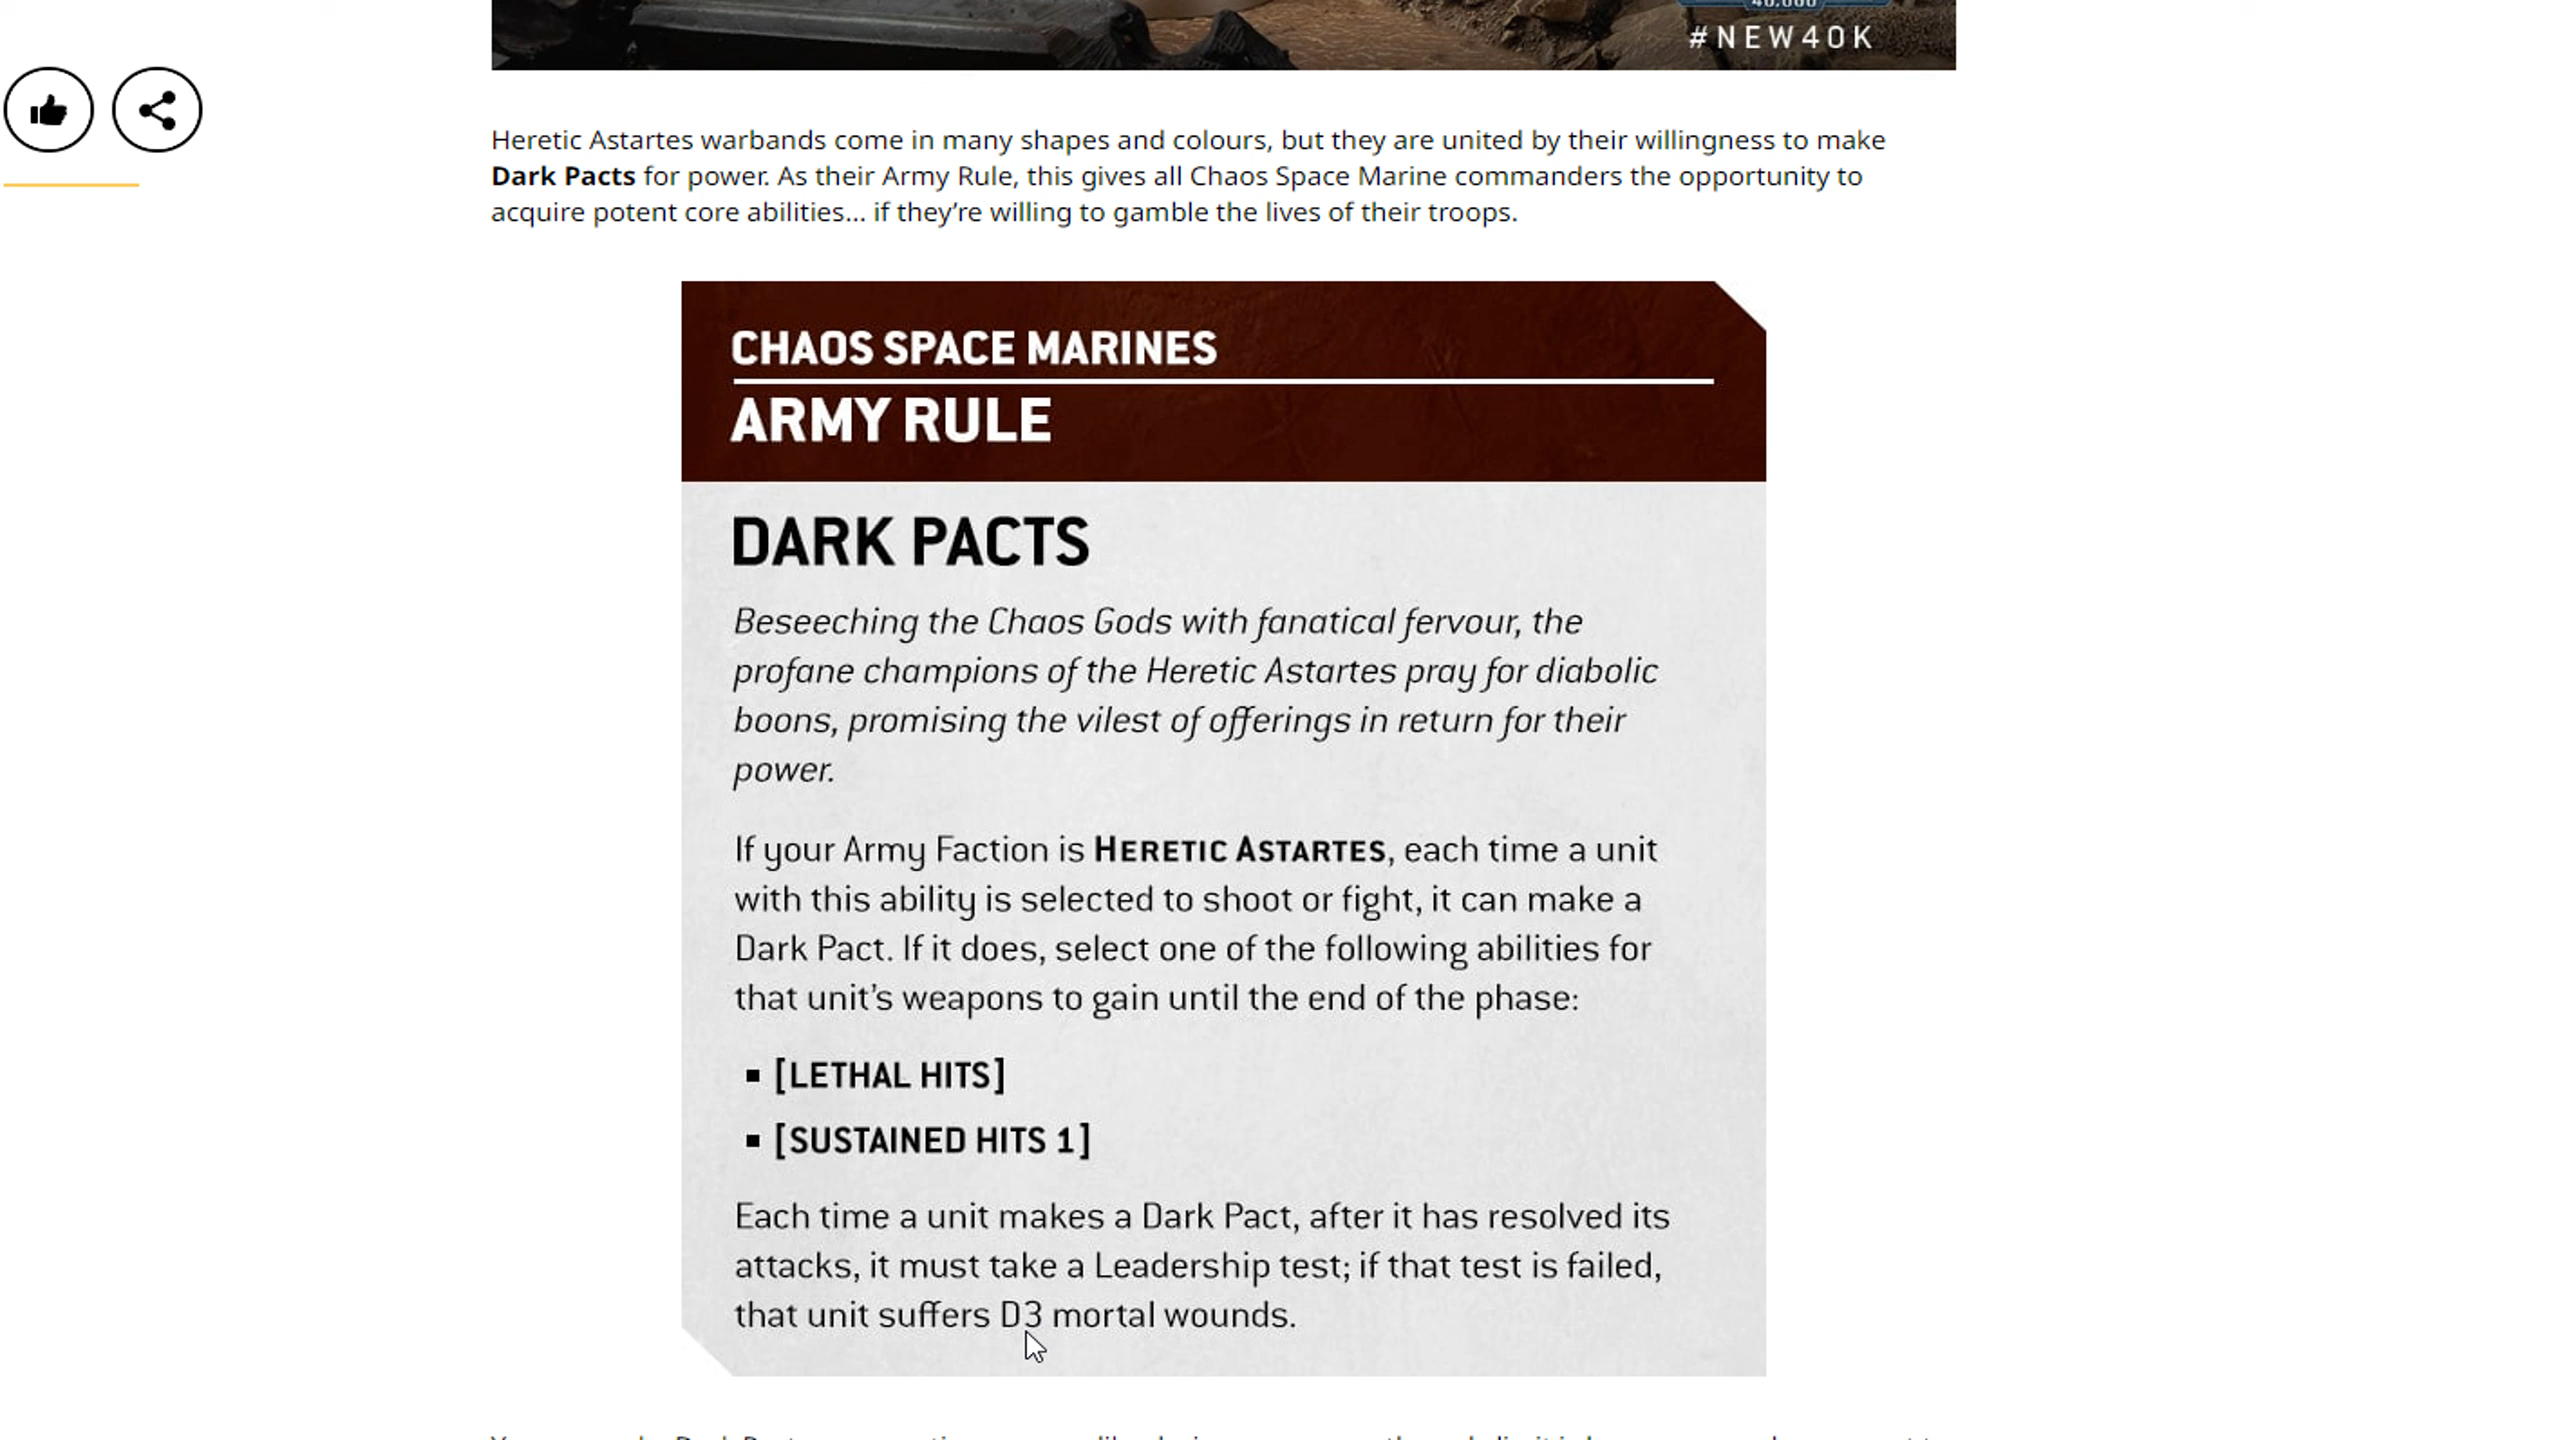 40,000
#NEW40K
Heretic Astartes warbands come in many shapes and colours, but they are united by their willingness to make
Dark Pacts for power. As their Army Rule, this gives all Chaos Space Marine commanders the opportunity to
acquire potent core abilities… if they’re willing to gamble the lives of their troops.
CHAOS SPACE MARINES
ARMY RULE
DARK PACTS
Beseeching the Chaos Gods with fanatical fervour, the
profane champions of the Heretic Astartes pray for diabolic
boons, promising the vilest of offerings in return for their
power.
If your Army Faction is HERETIC ASTARTES, each time a unit
with this ability is selected to shoot or fight, it can make a
Dark Pact. If it does, select one of the following abilities for
that unit’s weapons to gain until the end of the phase:
▪ [LETHAL HITS]
▪ [SUSTAINED HITS 1]
Each time a unit makes a Dark Pact, after it has resolved its
attacks, it must take a Leadership test; if that test is failed,
that unit suffers D3 mortal wounds.